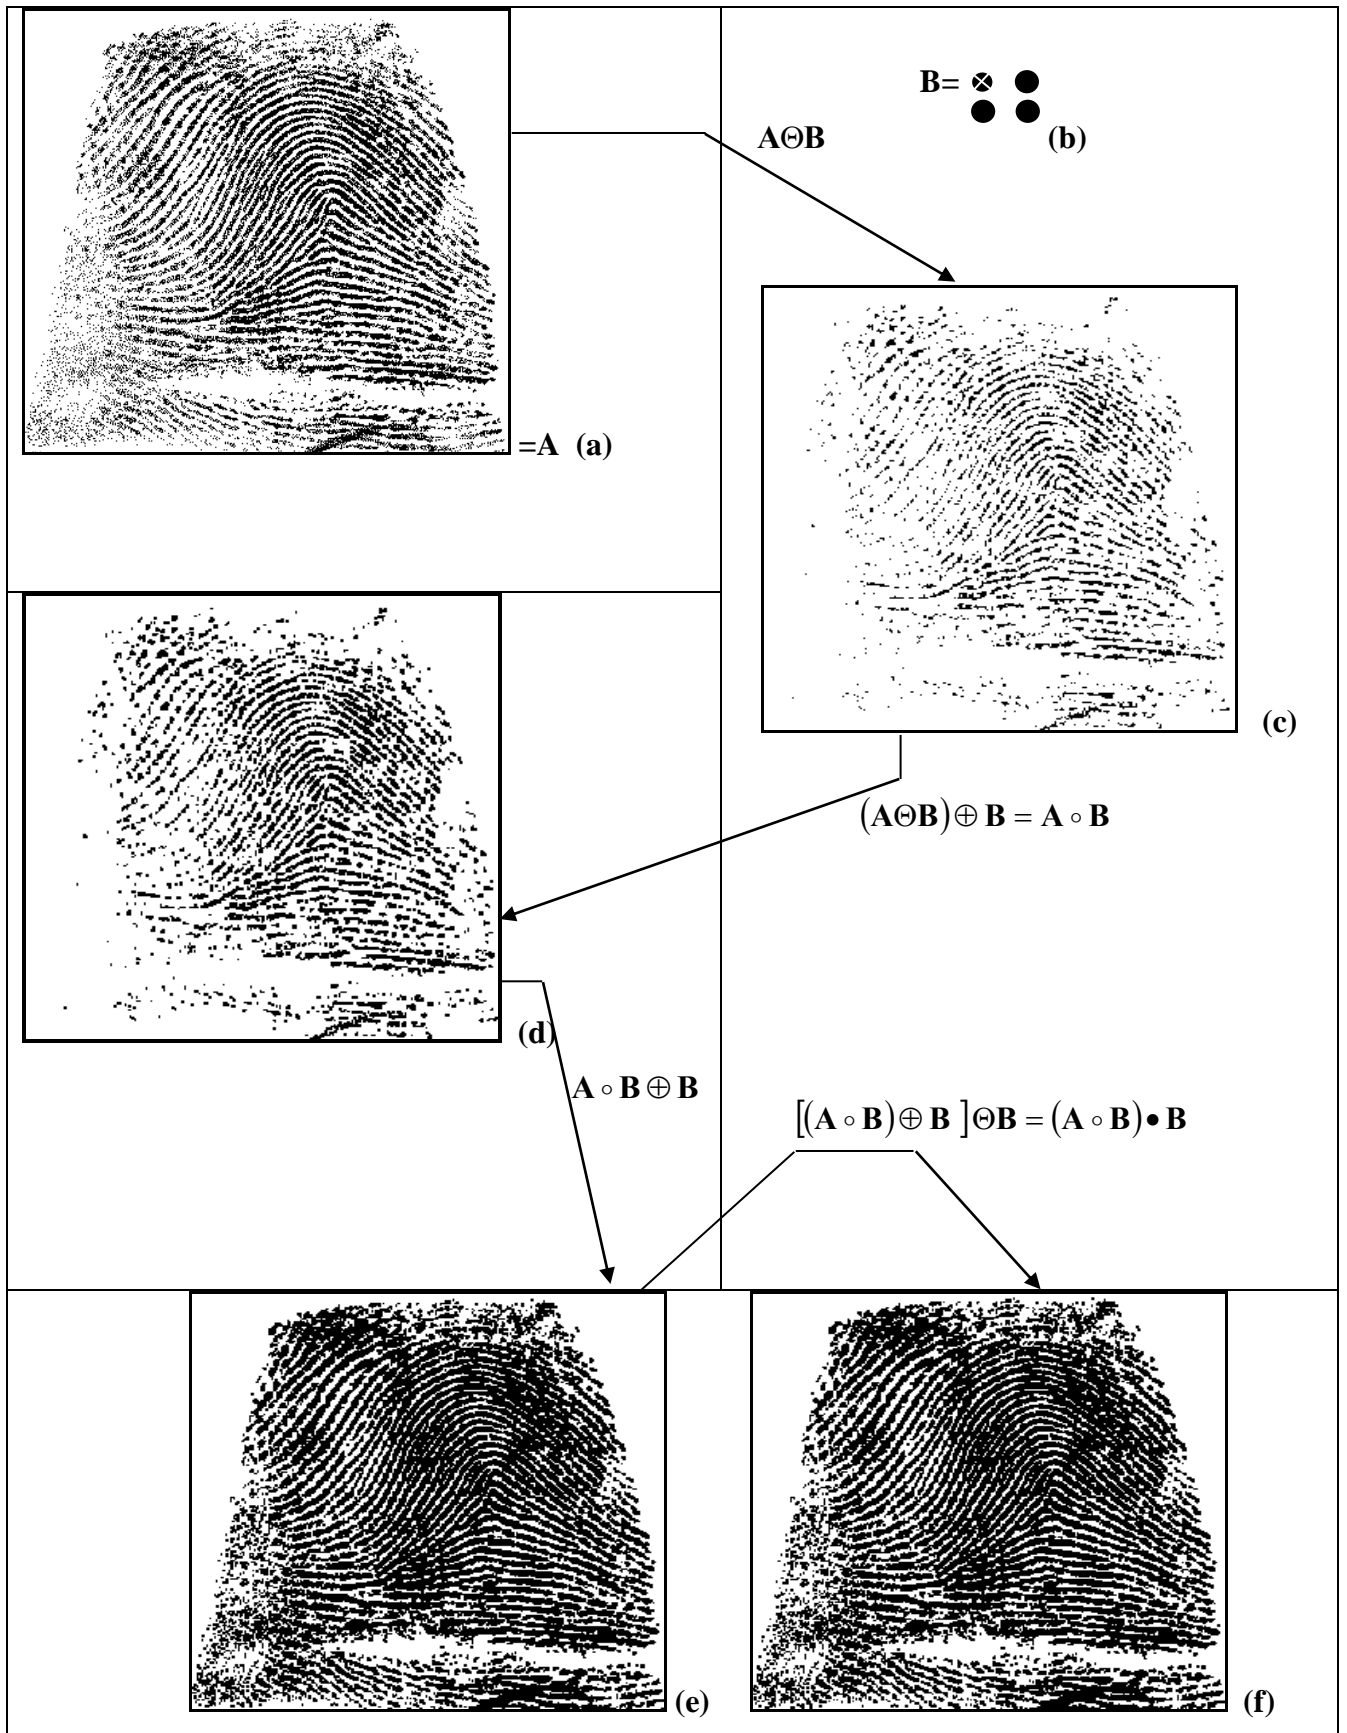 B=
(b)
AΘB
=A (a)
(c)
(AΘB)⊕ B = A ∘ B
(d)
A ∘ B ⊕ B
[(A ∘ B)⊕ B ]ΘB = (A ∘ B)• B
(e)
(f)